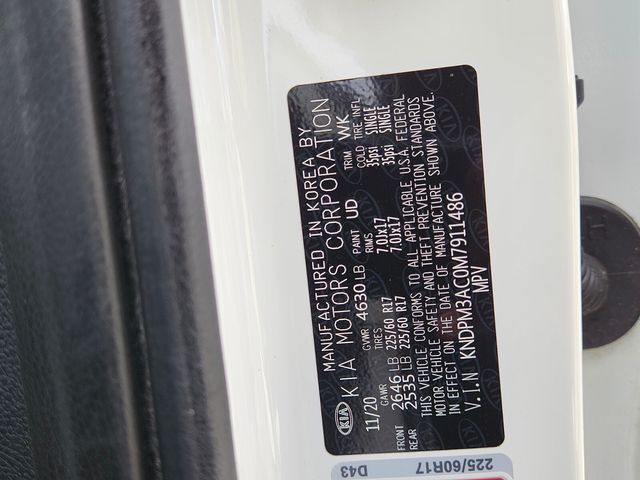 MANUFACTURED IN KOREA BY
KIA KIA MOTORS CORPORATION
11/20 GVWR 4630 LB PAINT UD TRIM WK
GAWR TIRES RIMS COLD TIRE INFL
FRONT 2646 LB 225/60 R17 7.0Jx17 35psi SINGLE
REAR 2535 LB 225/60 R17 7.0Jx17 35psi SINGLE
THIS VEHICLE CONFORMS TO ALL APPLICABLE U.S.A. FEDERAL
MOTOR VEHICLE SAFETY AND THEFT PREVENTION STANDARDS
IN EFFECT ON THE DATE OF MANUFACTURE SHOWN ABOVE.
V.I.N KNDPM3AC0M7911486
MPV
D43
225/60R17